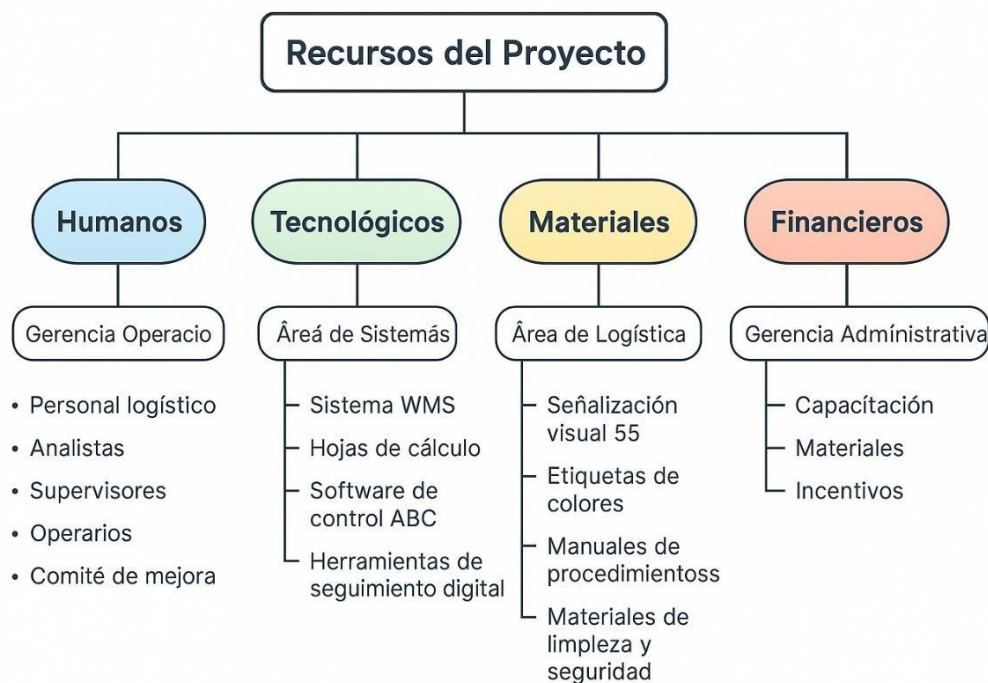 Recursos del Proyecto
Humanos
Tecnológicos
Materiales
Financieros
Gerencia Operacio
Âreá de Sistemás
Ârea de Logística
Gerencia Admínistrativa
Personal logístico
Analistas
Supervisores
Operarios
Comité de mejora
Sistema WMS
Hojas de cálculo
Software de
control ABC
Herramientas de
seguimiento digital
Señalización
visual 55
Etiquetas de
colores
Manuales de
procedimientoss
Materiales de
limpleza y
seguridad
Capacítación
Materiales
Incentivos